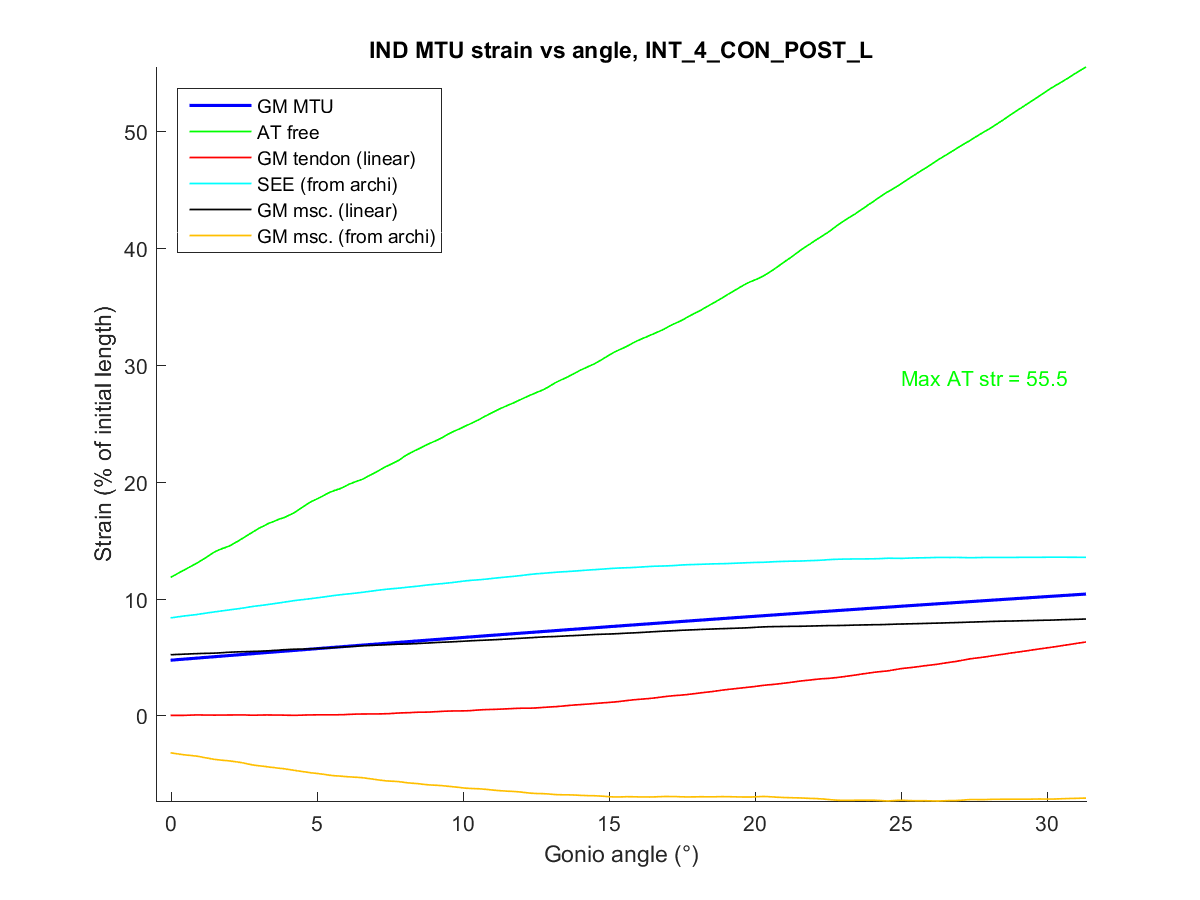 IND MTU strain vs angle, INT_4_CON_POST_L
GM MTU
AT free
GM tendon (linear)
SEE (from archi)
GM msc. (linear)
GM msc. (from archi)
Max AT str = 55.5
Strain (% of initial length)
50
40
30
20
10
0
0 5 10 15 20 25 30
Gonio angle (°)